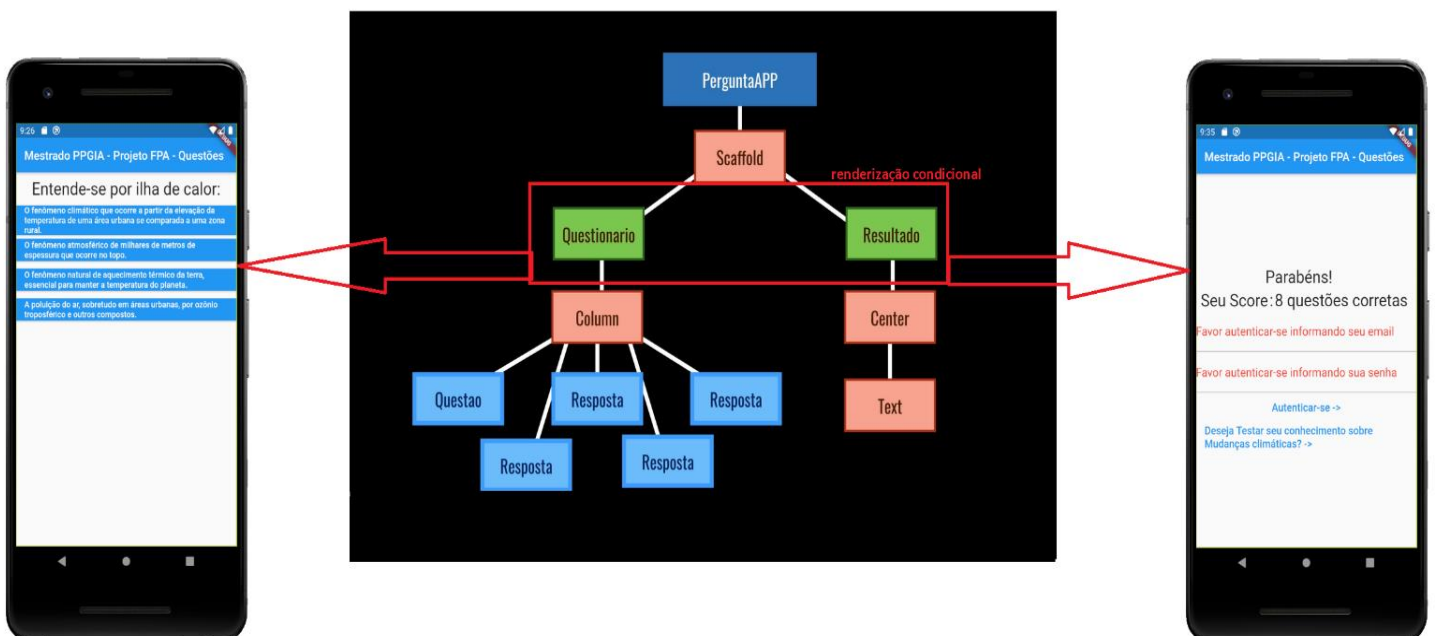 9:26
DEBUG
Mestrado PPGIA - Projeto FPA - Questões
Entende-se por ilha de calor:
O fenômeno climático que ocorre a partir da elevação da
temperatura de uma área urbana se comparada a uma zona
rural.
O fenômeno atmosférico de milhares de metros de
espessura que ocorre no topo.
O fenômeno natural de aquecimento térmico da terra,
essencial para manter a temperatura do planeta.
A poluição do ar, sobretudo em áreas urbanas, por ozônio
troposférico e outros compostos.
PerguntaAPP
Scaffold
renderização condicional
Questionario
Resultado
Column
Center
Questao
Resposta
Resposta
Text
Resposta
Resposta
9:35
DEBUG
Mestrado PPGIA - Projeto FPA - Questões
Parabéns!
Seu Score: 8 questões corretas
Favor autenticar-se informando seu email
Favor autenticar-se informando sua senha
Autenticar-se ->
Deseja Testar seu conhecimento sobre
Mudanças climáticas? ->